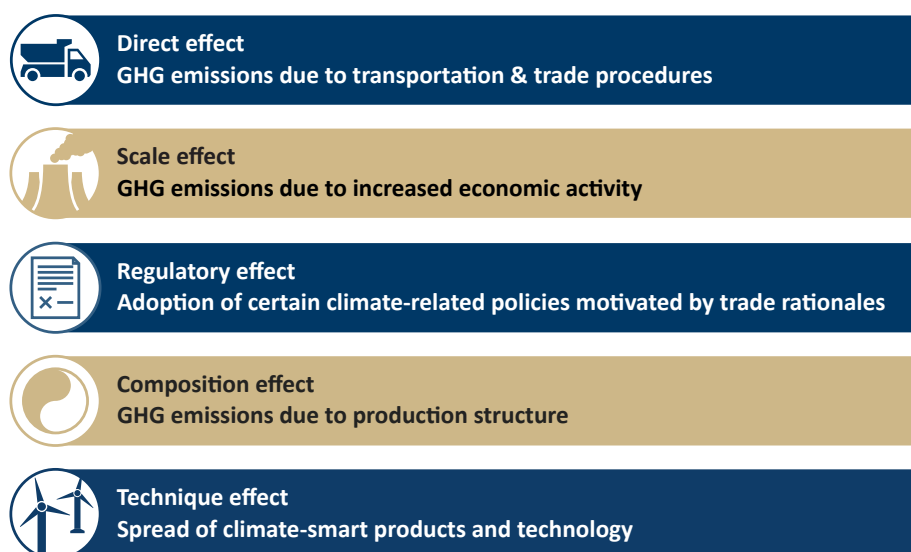 Direct effect
GHG emissions due to transportation & trade procedures
Scale effect
GHG emissions due to increased economic activity
Regulatory effect
Adoption of certain climate-related policies motivated by trade rationales
Composition effect
GHG emissions due to production structure
Technique effect
Spread of climate-smart products and technology